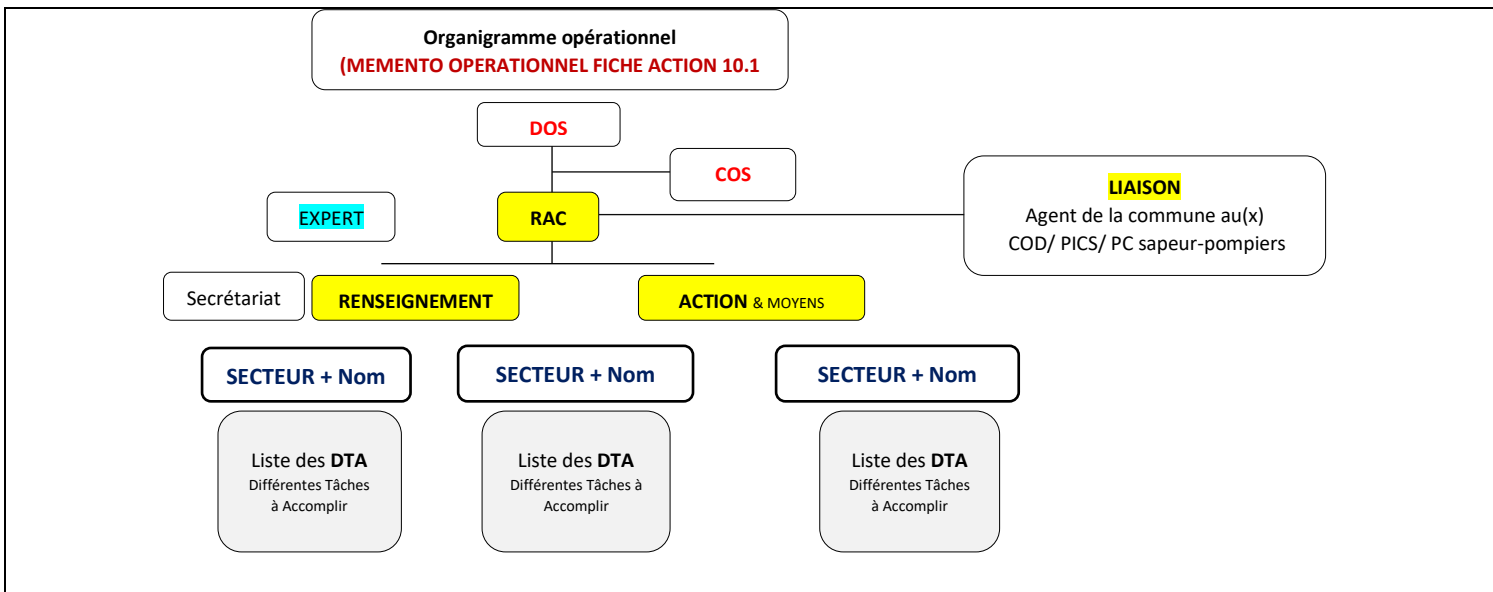 Organigramme opérationnel
(MEMENTO OPERATIONNEL FICHE ACTION 10.1
DOS
COS
LIAISON
Agent de la commune au(x)
COD/ PICS/ PC sapeur-pompiers
EXPERT
RAC
Secrétariat
RENSEIGNEMENT
ACTION & MOYENS
SECTEUR + Nom
SECTEUR + Nom
SECTEUR + Nom
Liste des DTA
Différentes Tâches
à Accomplir
Liste des DTA
Différentes Tâches à
Accomplir
Liste des DTA
Différentes Tâches
à Accomplir